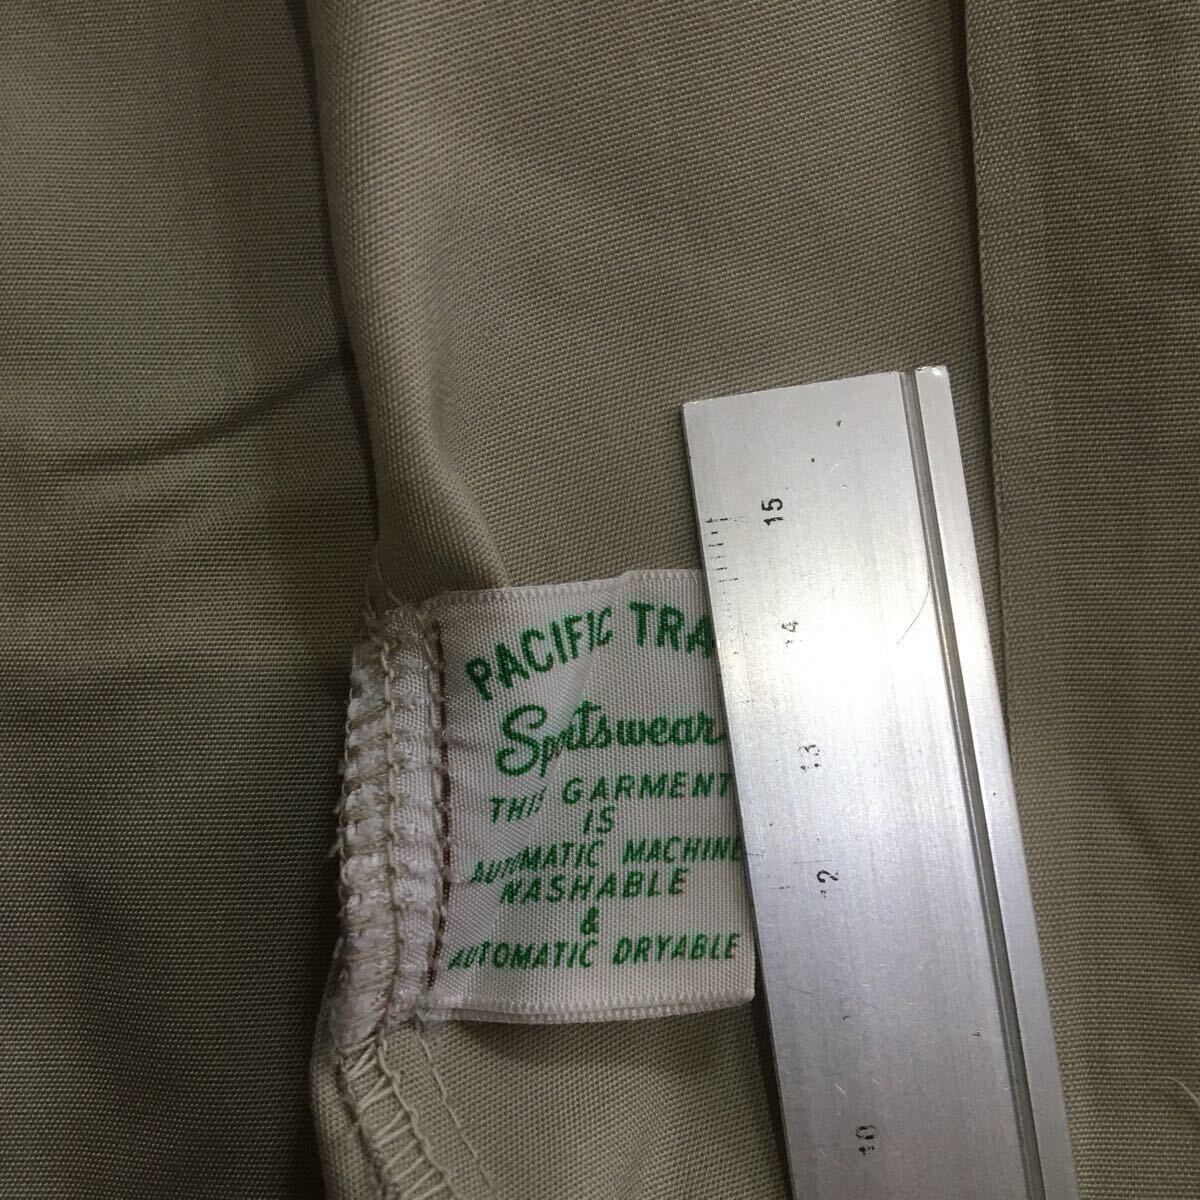 PACIFIC TRA
Sportswear
THIS GARMENT
IS
AUTOMATIC MACHINE
WASHABLE
&
AUTOMATIC DRYABLE
15
14
13
12
10